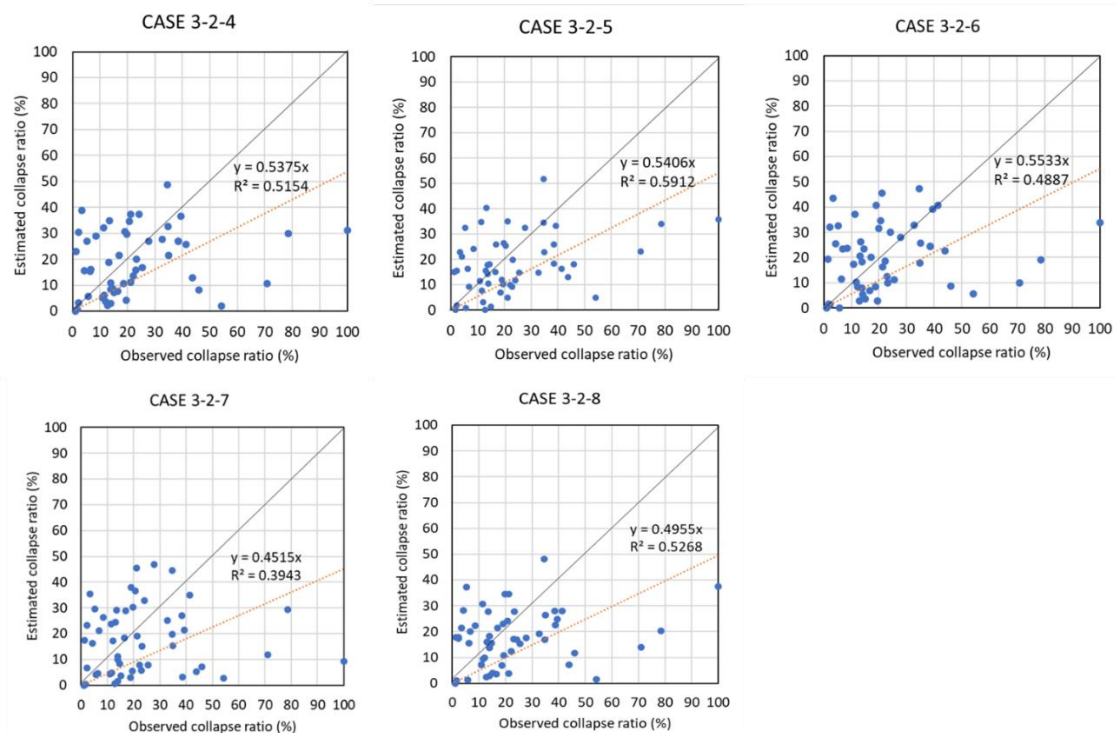 CASE 3-2-4
100
90
80
70
60
50
40
30
20
10
0
Estimated collapse ratio (%)
y = 0.5375x
R² = 0.5154
0 10 20 30 40 50 60 70 80 90 100
Observed collapse ratio (%)
CASE 3-2-5
100
90
80
70
60
50
40
30
20
10
0
Estimated collapse ratio (%)
y = 0.5406x
R² = 0.5912
0 10 20 30 40 50 60 70 80 90 100
Observed collapse ratio (%)
CASE 3-2-6
100
90
80
70
60
50
40
30
20
10
0
Estimated collapse ratio (%)
y = 0.5533x
R² = 0.4887
0 10 20 30 40 50 60 70 80 90 100
Observed collapse ratio (%)
CASE 3-2-7
100
90
80
70
60
50
40
30
20
10
0
Estimated collapse ratio (%)
y = 0.4515x
R² = 0.3943
0 10 20 30 40 50 60 70 80 90 100
Observed collapse ratio (%)
CASE 3-2-8
100
90
80
70
60
50
40
30
20
10
0
Estimated collapse ratio (%)
y = 0.4955x
R² = 0.5268
0 10 20 30 40 50 60 70 80 90 100
Observed collapse ratio (%)